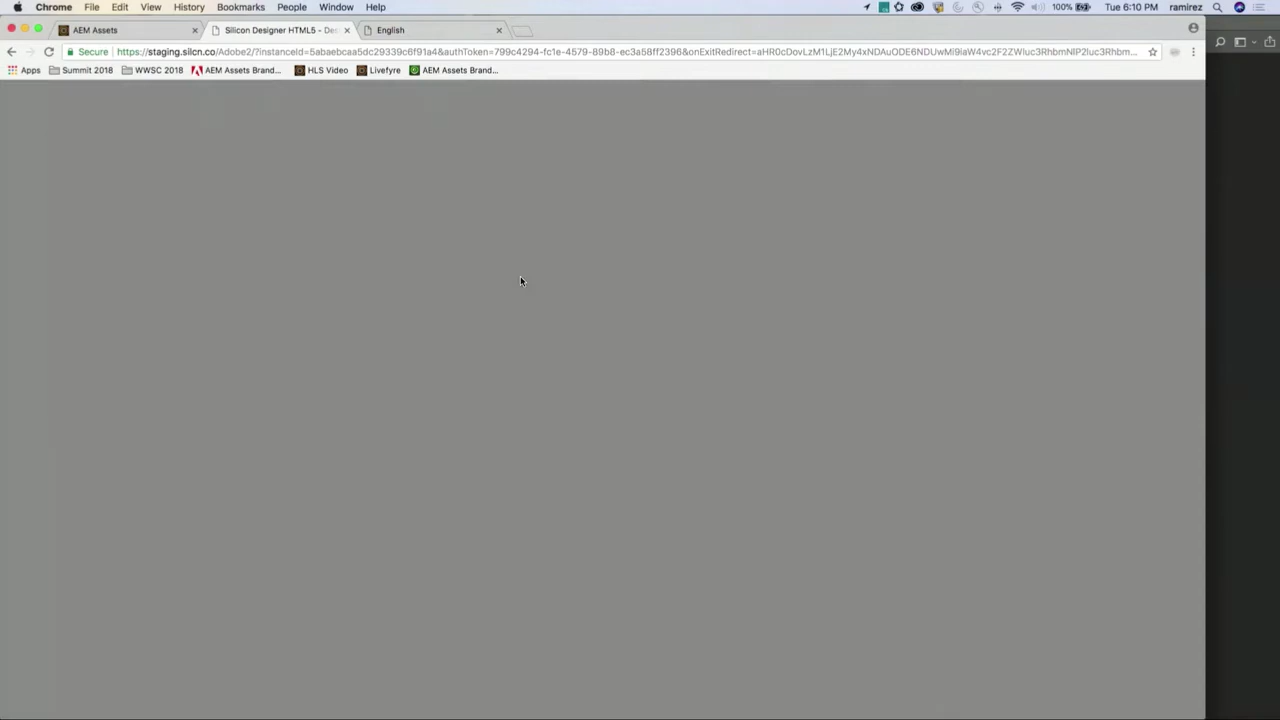 Chrome File Edit View History Bookmarks People Window Help 100% Tue 6:10 PM ramirez
AEM Assets Silicon Designer HTML5 - Des English
Secure https://staging.silcn.co/Adobe2/?instanceId=5abaebcaa5dc29339c6f91a4&authToken=799c4294-fc1e-4579-89b8-ec3a58ff2396&onExitRedirect=
Apps Summit 2018 WWSC 2018 AEM Assets Brand... HLS Video Livefyre AEM Assets Brand...